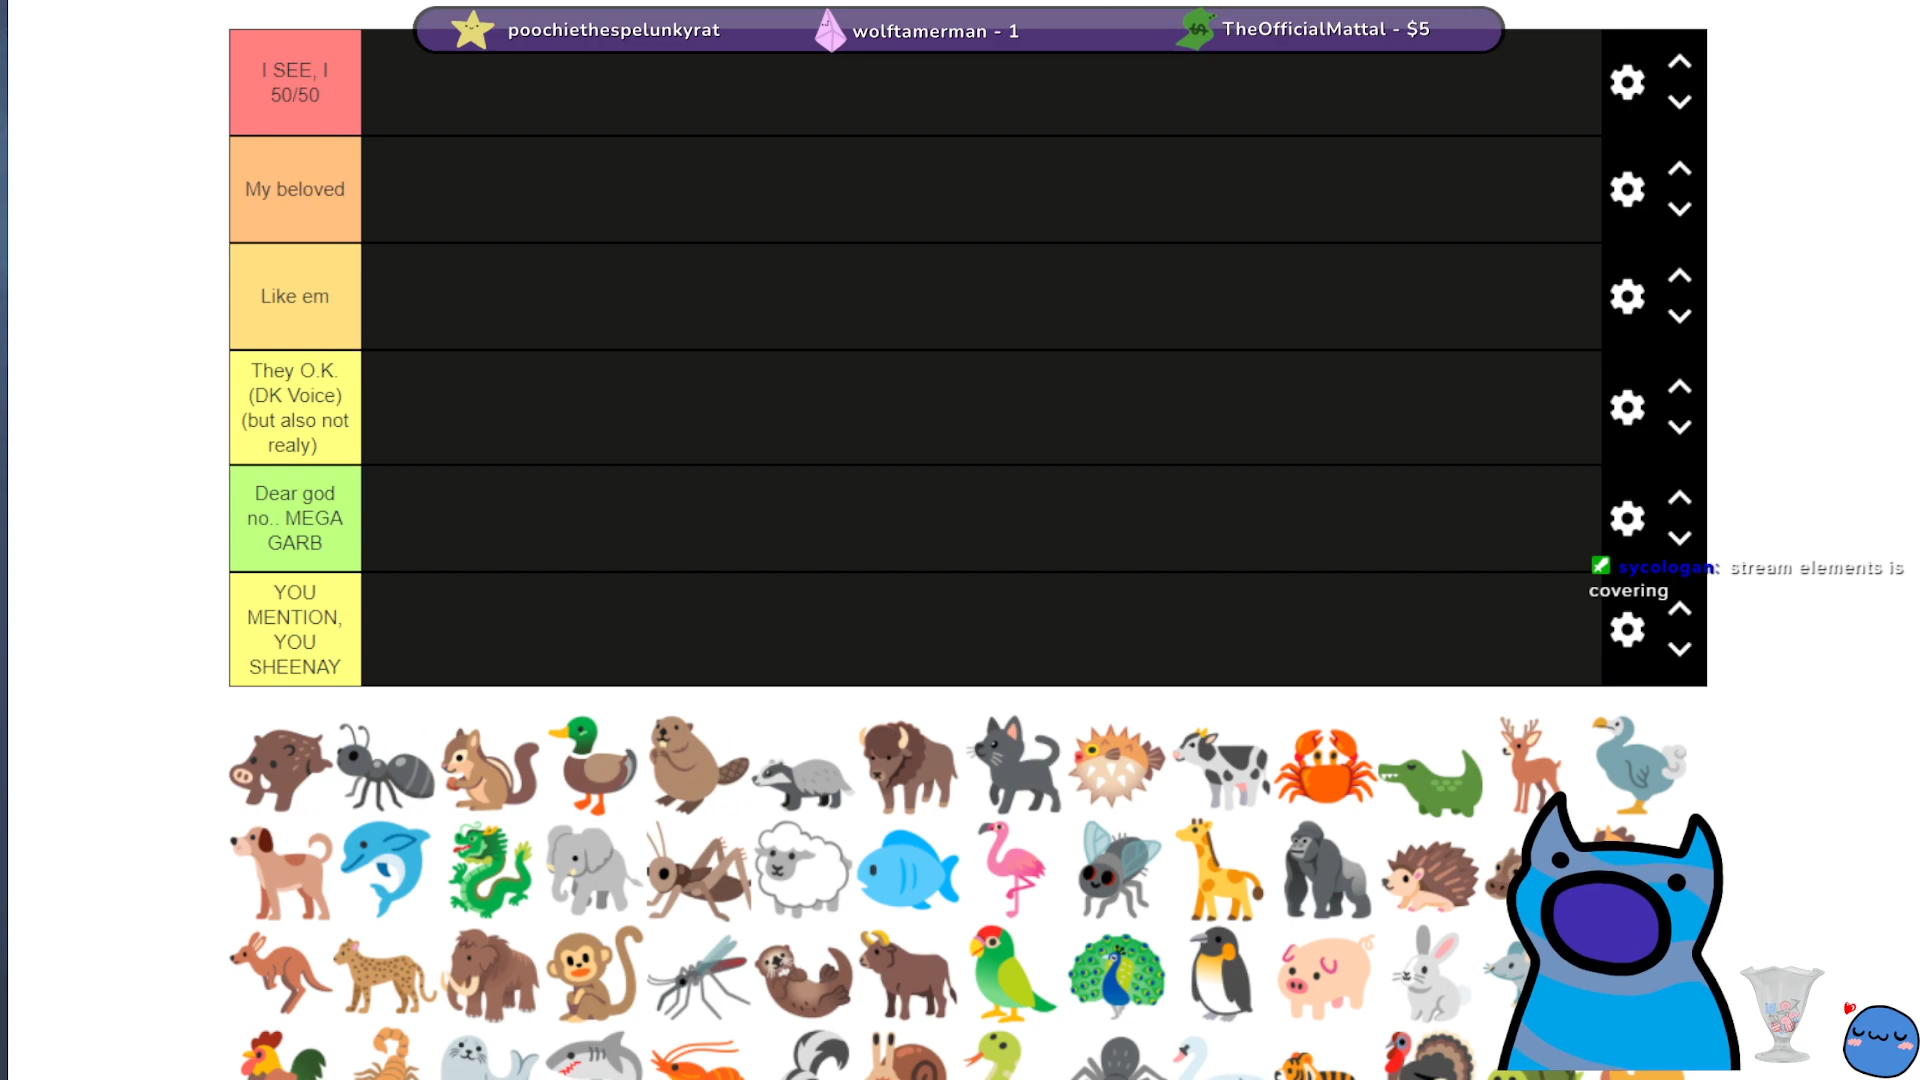 poochiethespelunkyrat
wolftamerman - 1
TheOfficialMattal - $5
I SEE, I
50/50
My beloved
Like em
They O.K.
(DK Voice)
(but also not
realy)
Dear god
no.. MEGA
GARB
sycologan: stream elements is
covering
YOU
MENTION,
YOU
SHEENAY